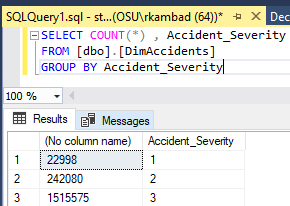 SQLQuery1.sql - st...(OSU\rkambad (64))*
Dec
SELECT COUNT(*) , Accident_Severity
FROM [dbo].[DimAccidents]
GROUP BY Accident_Severity
100 %
Results Messages
(No column name) Accident_Severity
1 22998 1
2 242080 2
3 1515575 3